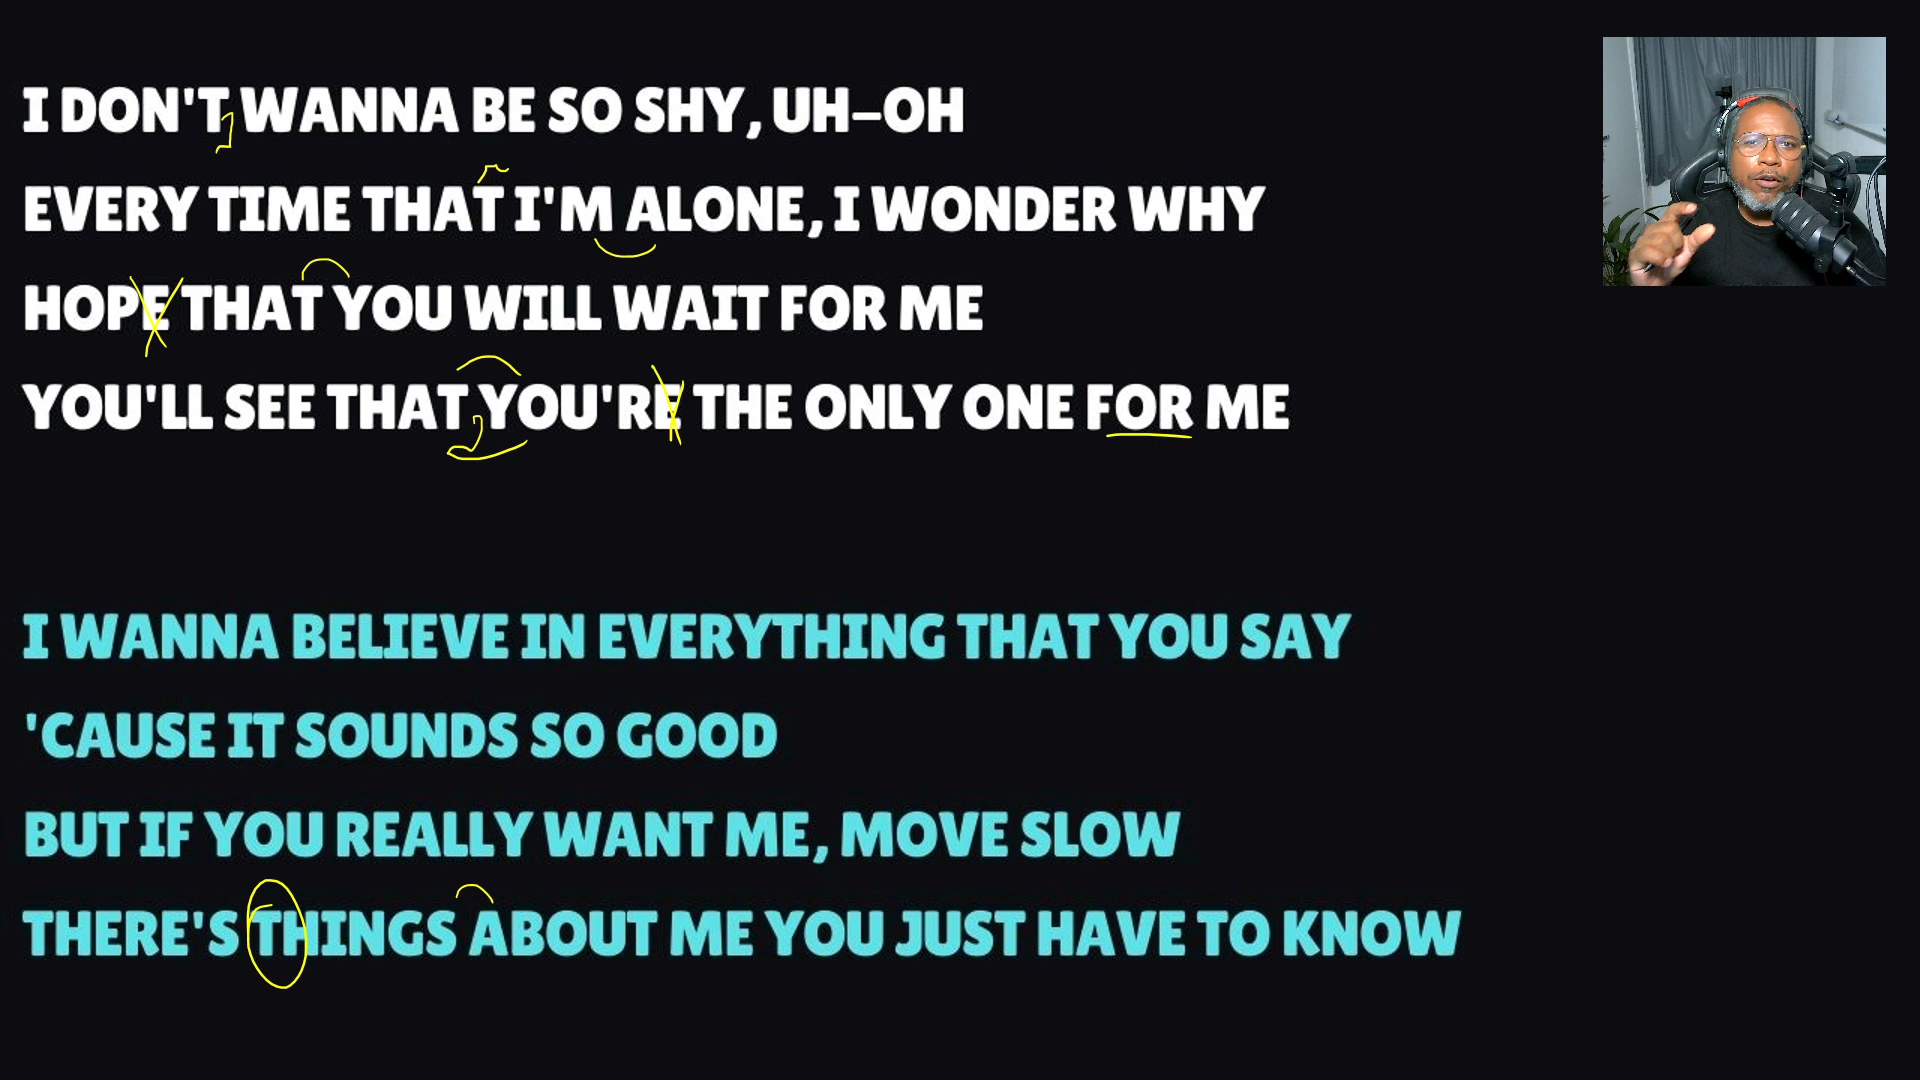 I DON'T WANNA BE SO SHY, UH-OH
EVERY TIME THAT I'M ALONE, I WONDER WHY
HOPE THAT YOU WILL WAIT FOR ME
YOU'LL SEE THAT YOU'RE THE ONLY ONE FOR ME
I WANNA BELIEVE IN EVERYTHING THAT YOU SAY
'CAUSE IT SOUNDS SO GOOD
BUT IF YOU REALLY WANT ME, MOVE SLOW
THERE'S THINGS ABOUT ME YOU JUST HAVE TO KNOW